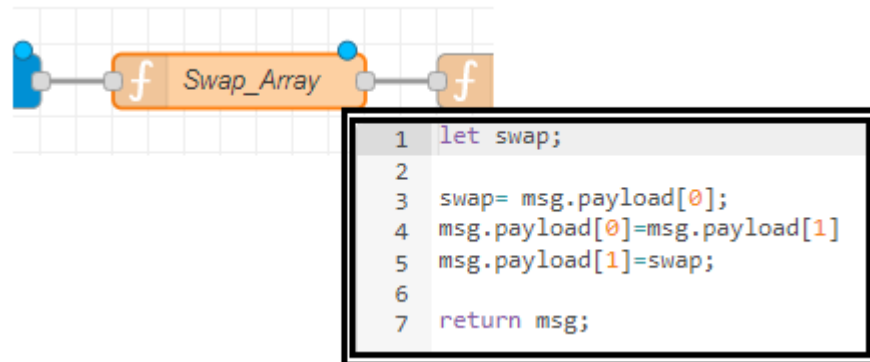 Swap_Array
1 let swap;
2
3 swap= msg.payload[0];
4 msg.payload[0]=msg.payload[1]
5 msg.payload[1]=swap;
6
7 return msg;